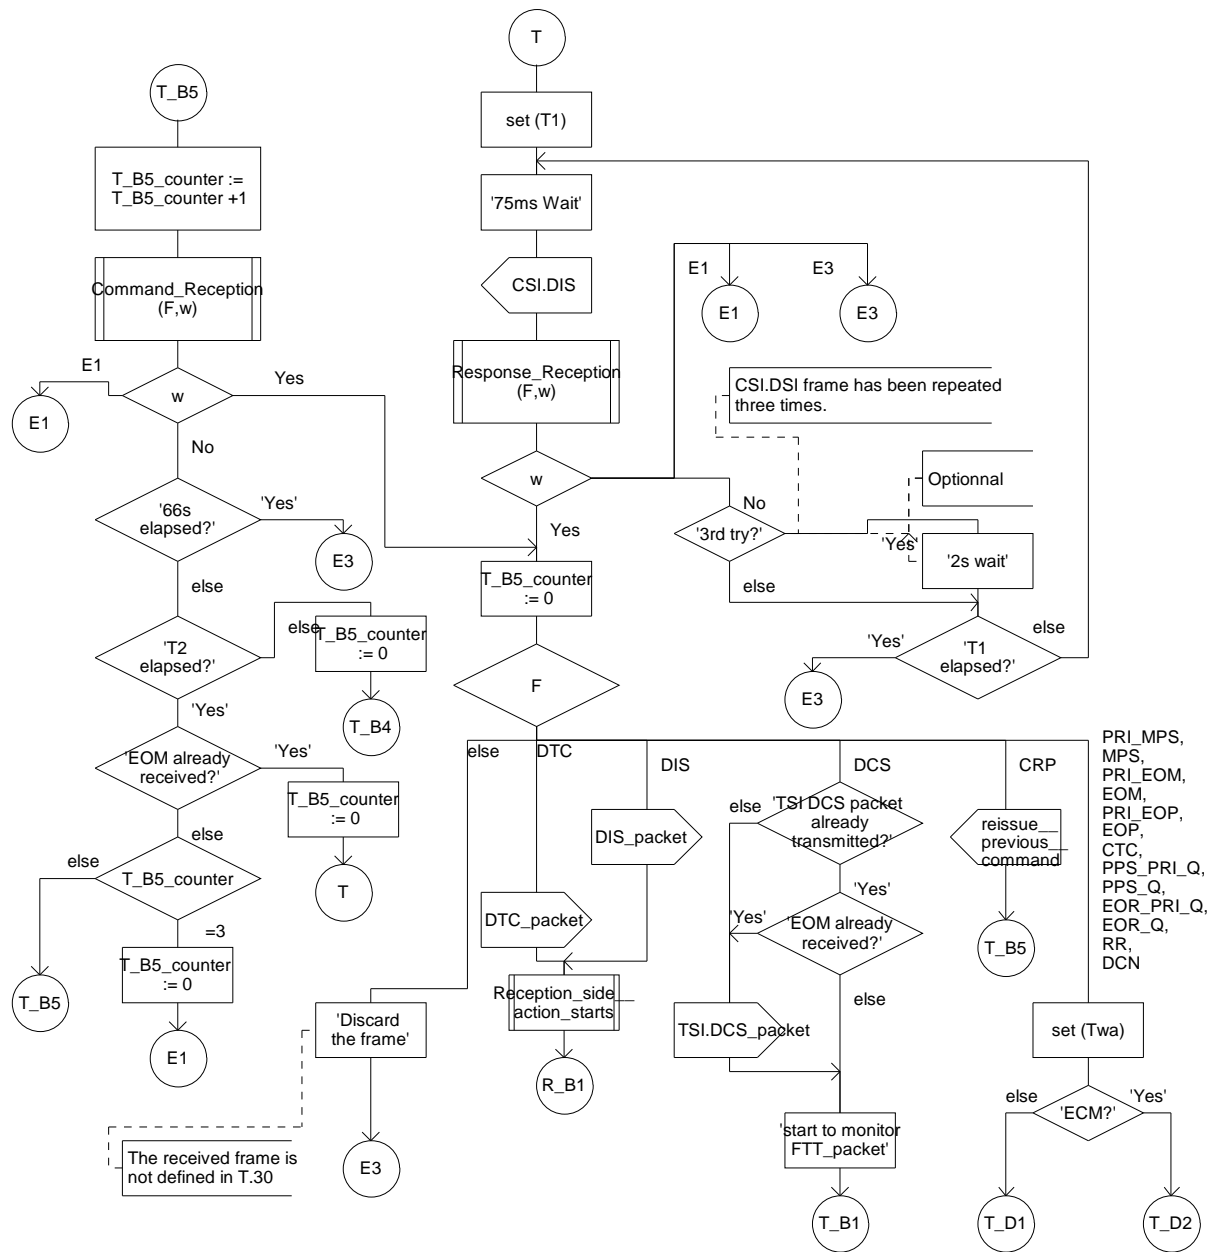 T
T_B5
set (T1)
T_B5_counter :=
T_B5_counter +1
'75ms Wait'
Command_Reception
(F,w)
CSI.DIS
E1
E3
E1
E3
Response_Reception
(F,w)
E1
w
Yes
E1
No
CSI.DSI frame has been repeated
three times.
w
Optionnal
No
Yes
'66s
elapsed?'
'Yes'
E3
else
'3rd try?'
'Yes'
'2s wait'
else
T_B5_counter
:= 0
'T2
elapsed?'
else
T_B5_counter
:= 0
T_B4
'Yes'
F
'Yes'
'T1
elapsed?'
else
E3
'EOM already
received?'
'Yes'
T_B5_counter
:= 0
T
else
else
T_B5_counter
=3
T_B5_counter
:= 0
T_B5
E1
else
DTC
DIS
DCS
CRP
PRI_MPS,
MPS,
PRI_EOM,
EOM,
PRI_EOP,
EOP,
CTC,
PPS_PRI_Q,
PPS_Q,
EOR_PRI_Q,
EOR_Q,
RR,
DCN
DIS_packet
else
'TSI DCS packet
already
transmitted?'
reissue__
previous__
command
'Yes'
DTC_packet
'Yes'
'EOM already
received?'
T_B5
else
Reception_side__
action_starts
'Discard
the frame'
TSI.DCS_packet
set (Twa)
R_B1
'start to monitor
FTT_packet'
else
'ECM?'
'Yes'
The received frame is
not defined in T.30
E3
T_B1
T_D1
T_D2